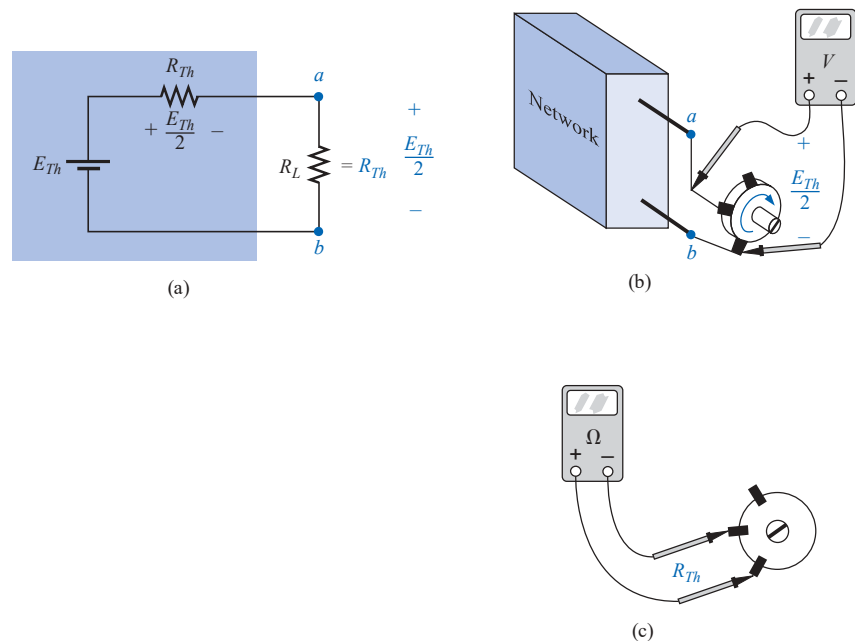 R_Th
+ E_Th/2 −
E_Th
a
R_L = R_Th
+
E_Th/2
−
b
(a)
Network
a
b
V
+ −
+
E_Th/2
−
(b)
Ω
+ −
R_Th
(c)